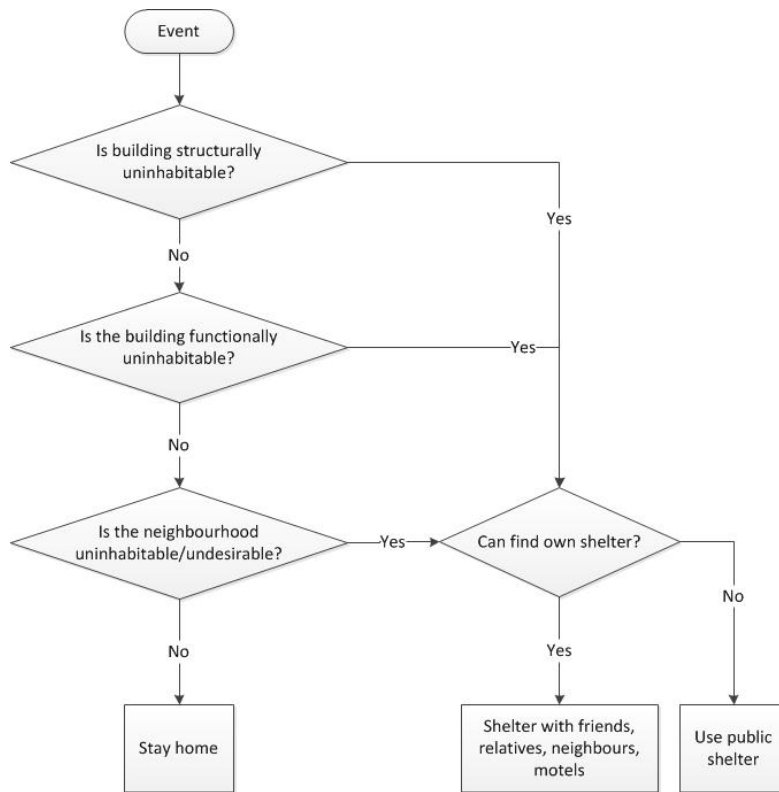 Event
Is building structurally
uninhabitable?
Yes
No
Is the building functionally
uninhabitable?
Yes
No
Is the neighbourhood
uninhabitable/undesirable?
Yes
Can find own shelter?
No
No
Yes
Stay home
Shelter with friends,
relatives, neighbours,
motels
Use public
shelter